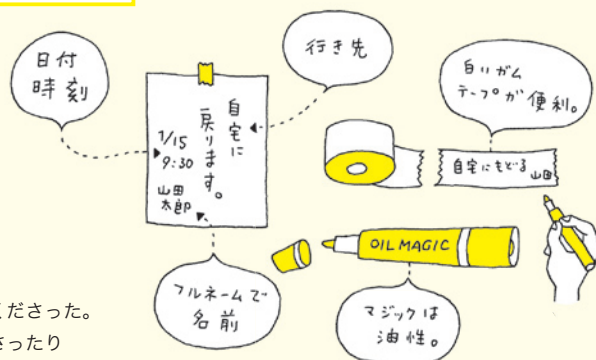 日付
時刻
行き先
白いガム
テープが便利。
自宅に
戻ります。
1/15
9:30
山田
太郎
自宅にもどる 山田
OIL MAGIC
フルネームで
名前
マジックは
油性。
くださった。
さったり